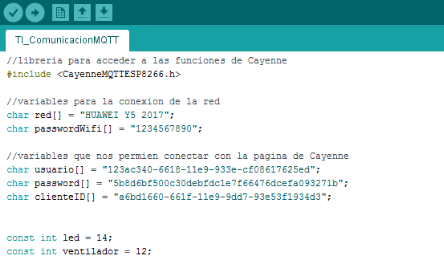 TI_ComunicacionMQTT
//libreria para acceder a las funciones de Cayenne
#include <CayenneMQTTESP8266.h>
//variables para la conexion de la red
char red[] = "HUAWEI Y5 2017";
char passwordWifi[] = "1234567890";
//variables que nos permien conectar con la pagina de Cayenne
char usuario[] = "123ac340-6618-11e9-933e-cf08617625ed";
char password[] = "5b8d6bf500c30debfdc1e7f66476dcefa093271b";
char clienteID[] = "a6bd1660-661f-11e9-9dd7-93e53f1934d3";
const int led = 14;
const int ventilador = 12;